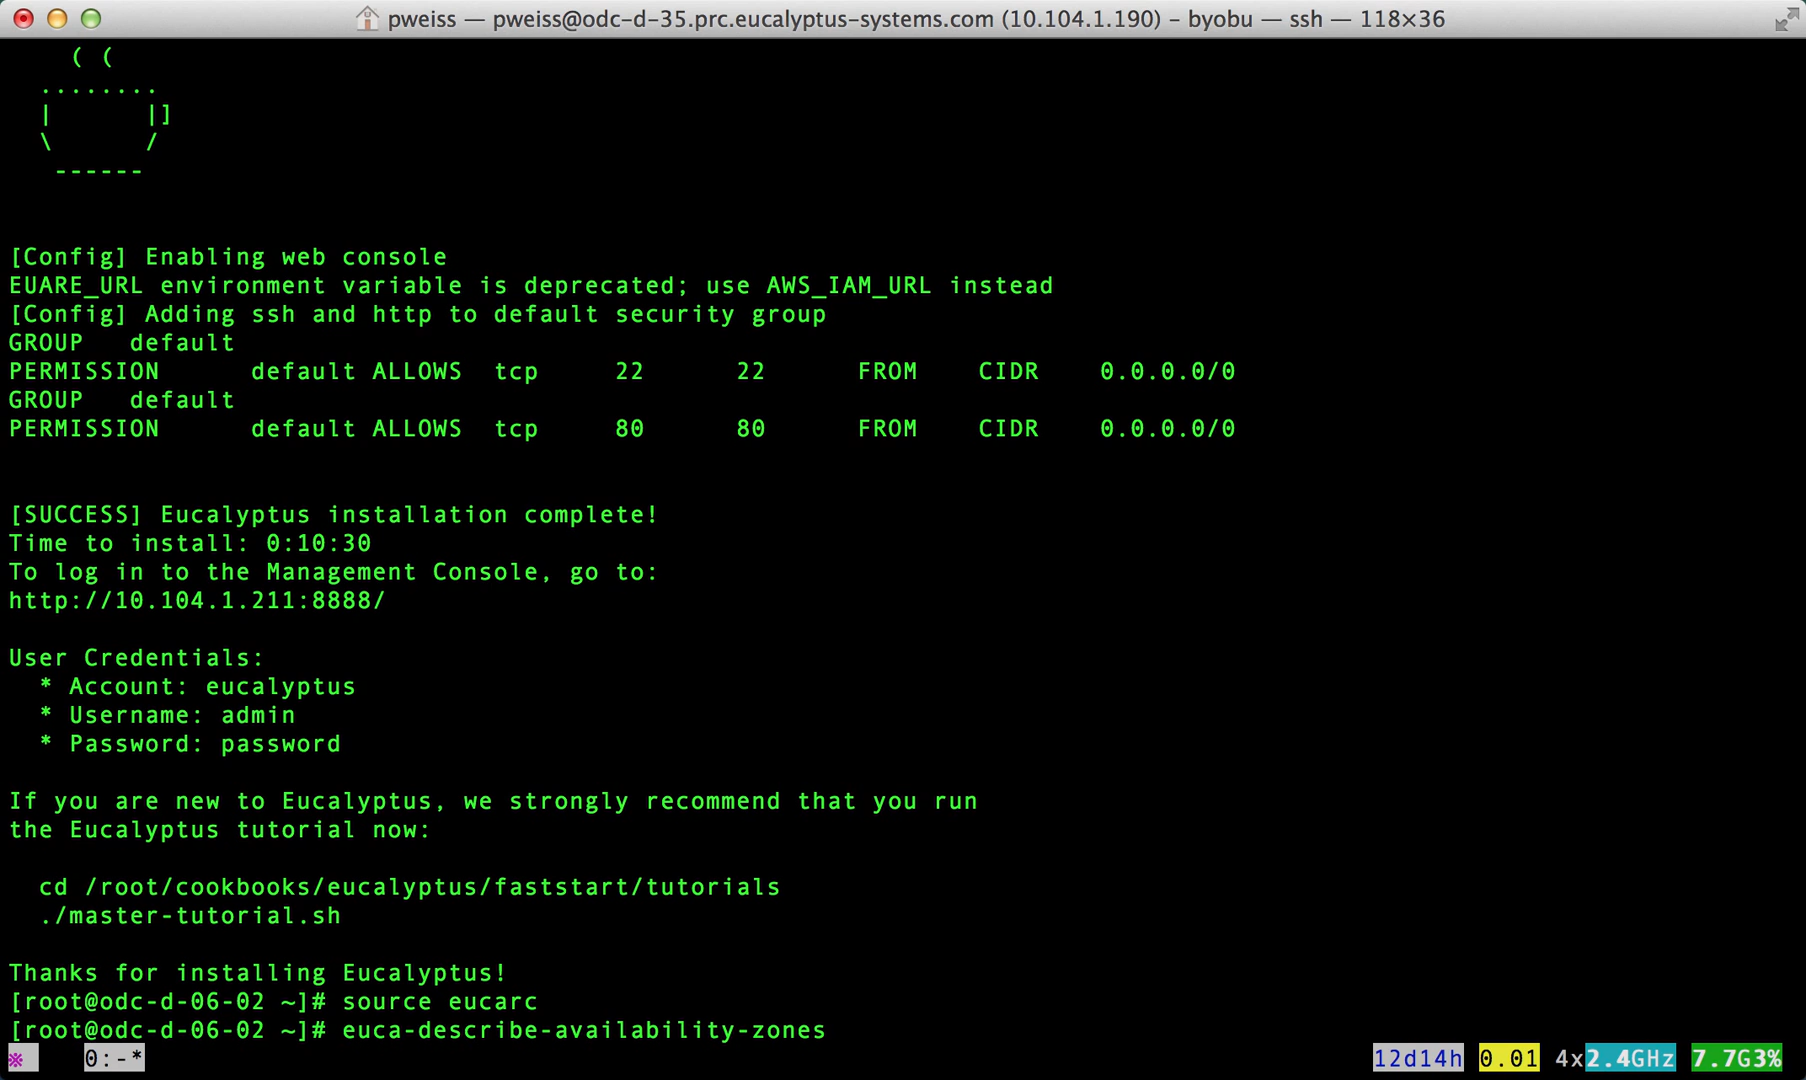 pweiss — pweiss@odc-d-35.prc.eucalyptus-systems.com (10.104.1.190) – byobu — ssh — 118×36
( (
........
|      |]
\      /
------
[Config] Enabling web console
EUARE_URL environment variable is deprecated; use AWS_IAM_URL instead
[Config] Adding ssh and http to default security group
GROUP   default
PERMISSION      default ALLOWS  tcp     22      22      FROM    CIDR    0.0.0.0/0
GROUP   default
PERMISSION      default ALLOWS  tcp     80      80      FROM    CIDR    0.0.0.0/0
[SUCCESS] Eucalyptus installation complete!
Time to install: 0:10:30
To log in to the Management Console, go to:
http://10.104.1.211:8888/
User Credentials:
* Account: eucalyptus
* Username: admin
* Password: password
If you are new to Eucalyptus, we strongly recommend that you run
the Eucalyptus tutorial now:
cd /root/cookbooks/eucalyptus/faststart/tutorials
./master-tutorial.sh
Thanks for installing Eucalyptus!
[root@odc-d-06-02 ~]# source eucarc
[root@odc-d-06-02 ~]# euca-describe-availability-zones
※ 0:-* 12d14h 0.01 4x2.4GHz 7.7G3%